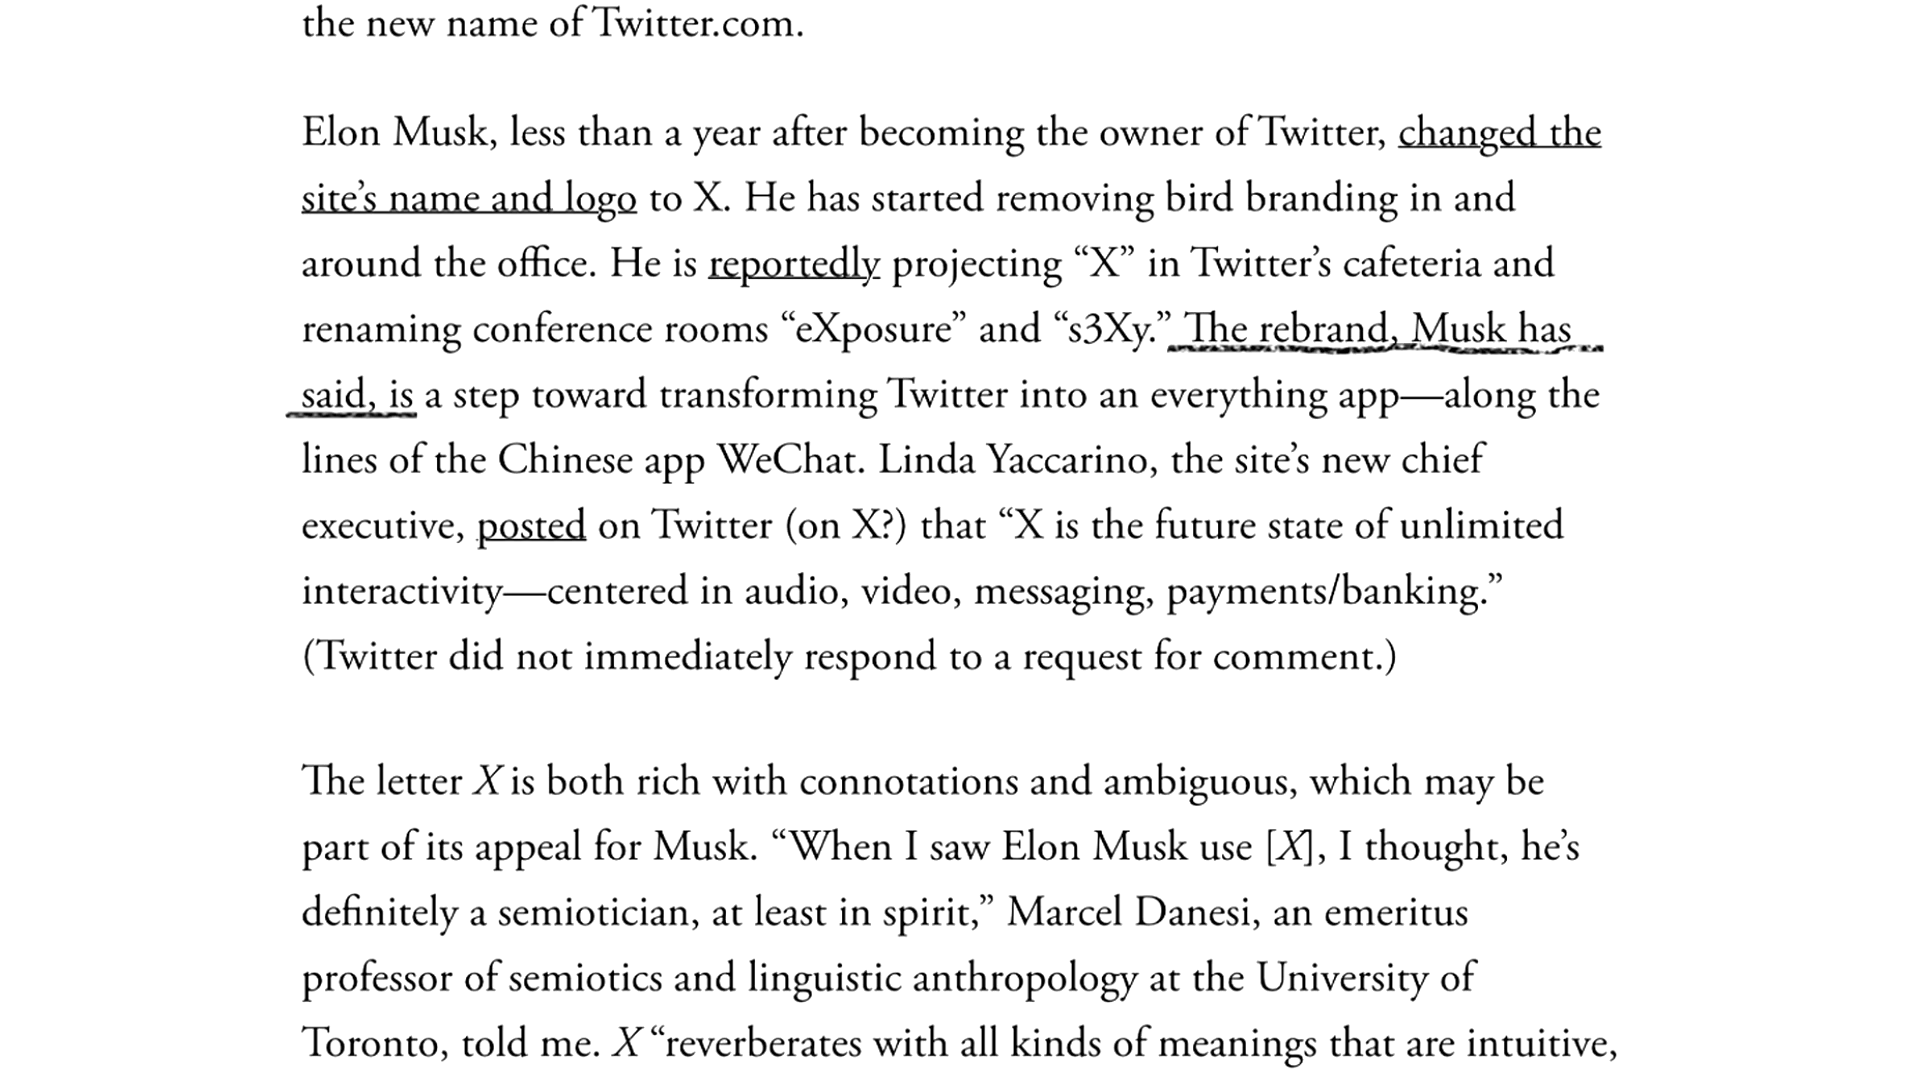 the new name of Twitter.com.
Elon Musk, less than a year after becoming the owner of Twitter, changed the
site’s name and logo to X. He has started removing bird branding in and
around the office. He is reportedly projecting “X” in Twitter’s cafeteria and
renaming conference rooms “eXposure” and “s3Xy.” The rebrand, Musk has
said, is a step toward transforming Twitter into an everything app—along the
lines of the Chinese app WeChat. Linda Yaccarino, the site’s new chief
executive, posted on Twitter (on X?) that “X is the future state of unlimited
interactivity—centered in audio, video, messaging, payments/banking.”
(Twitter did not immediately respond to a request for comment.)
The letter X is both rich with connotations and ambiguous, which may be
part of its appeal for Musk. “When I saw Elon Musk use [X], I thought, he’s
definitely a semiotician, at least in spirit,” Marcel Danesi, an emeritus
professor of semiotics and linguistic anthropology at the University of
Toronto, told me. X “reverberates with all kinds of meanings that are intuitive,